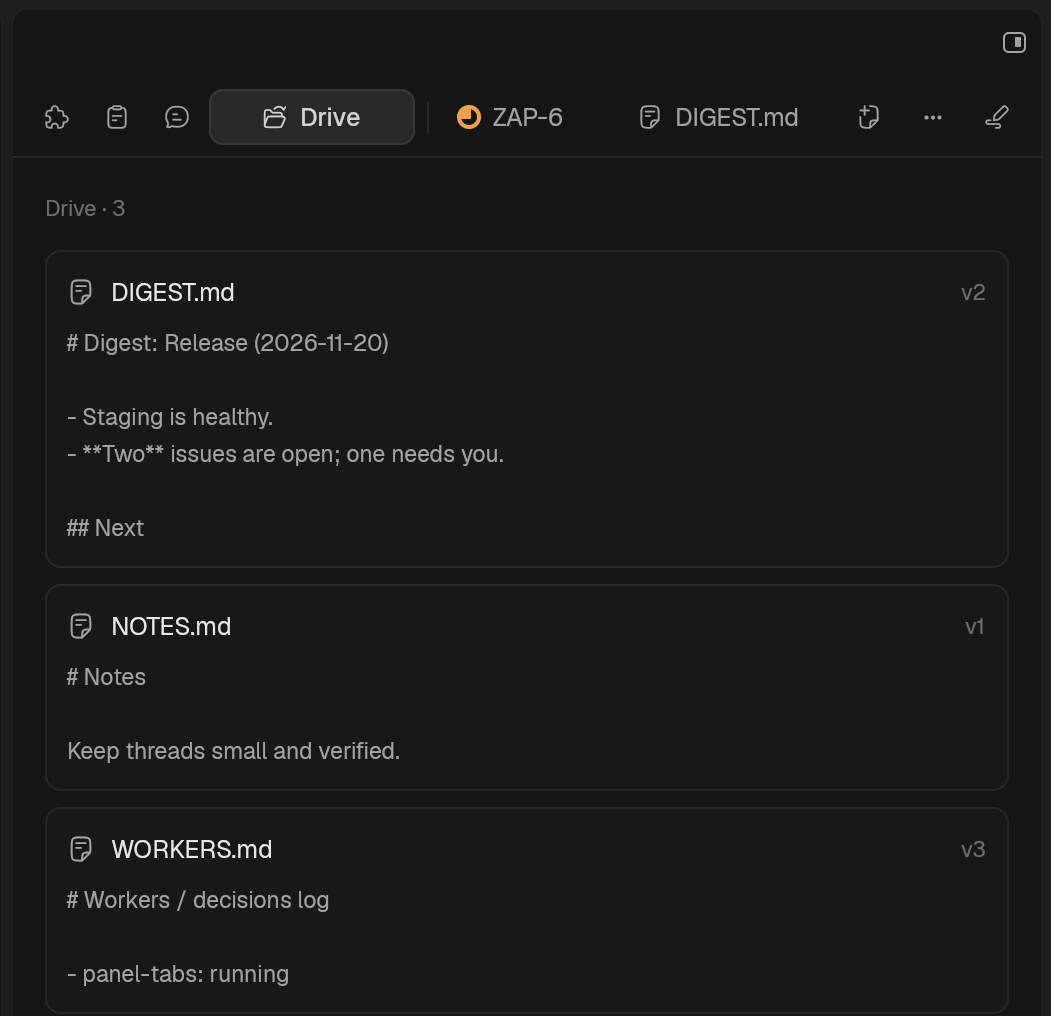 Drive
ZAP-6
DIGEST.md
Drive · 3
DIGEST.md
v2
# Digest: Release (2026-11-20)
- Staging is healthy.
- **Two** issues are open; one needs you.
## Next
NOTES.md
v1
# Notes
Keep threads small and verified.
WORKERS.md
v3
# Workers / decisions log
- panel-tabs: running